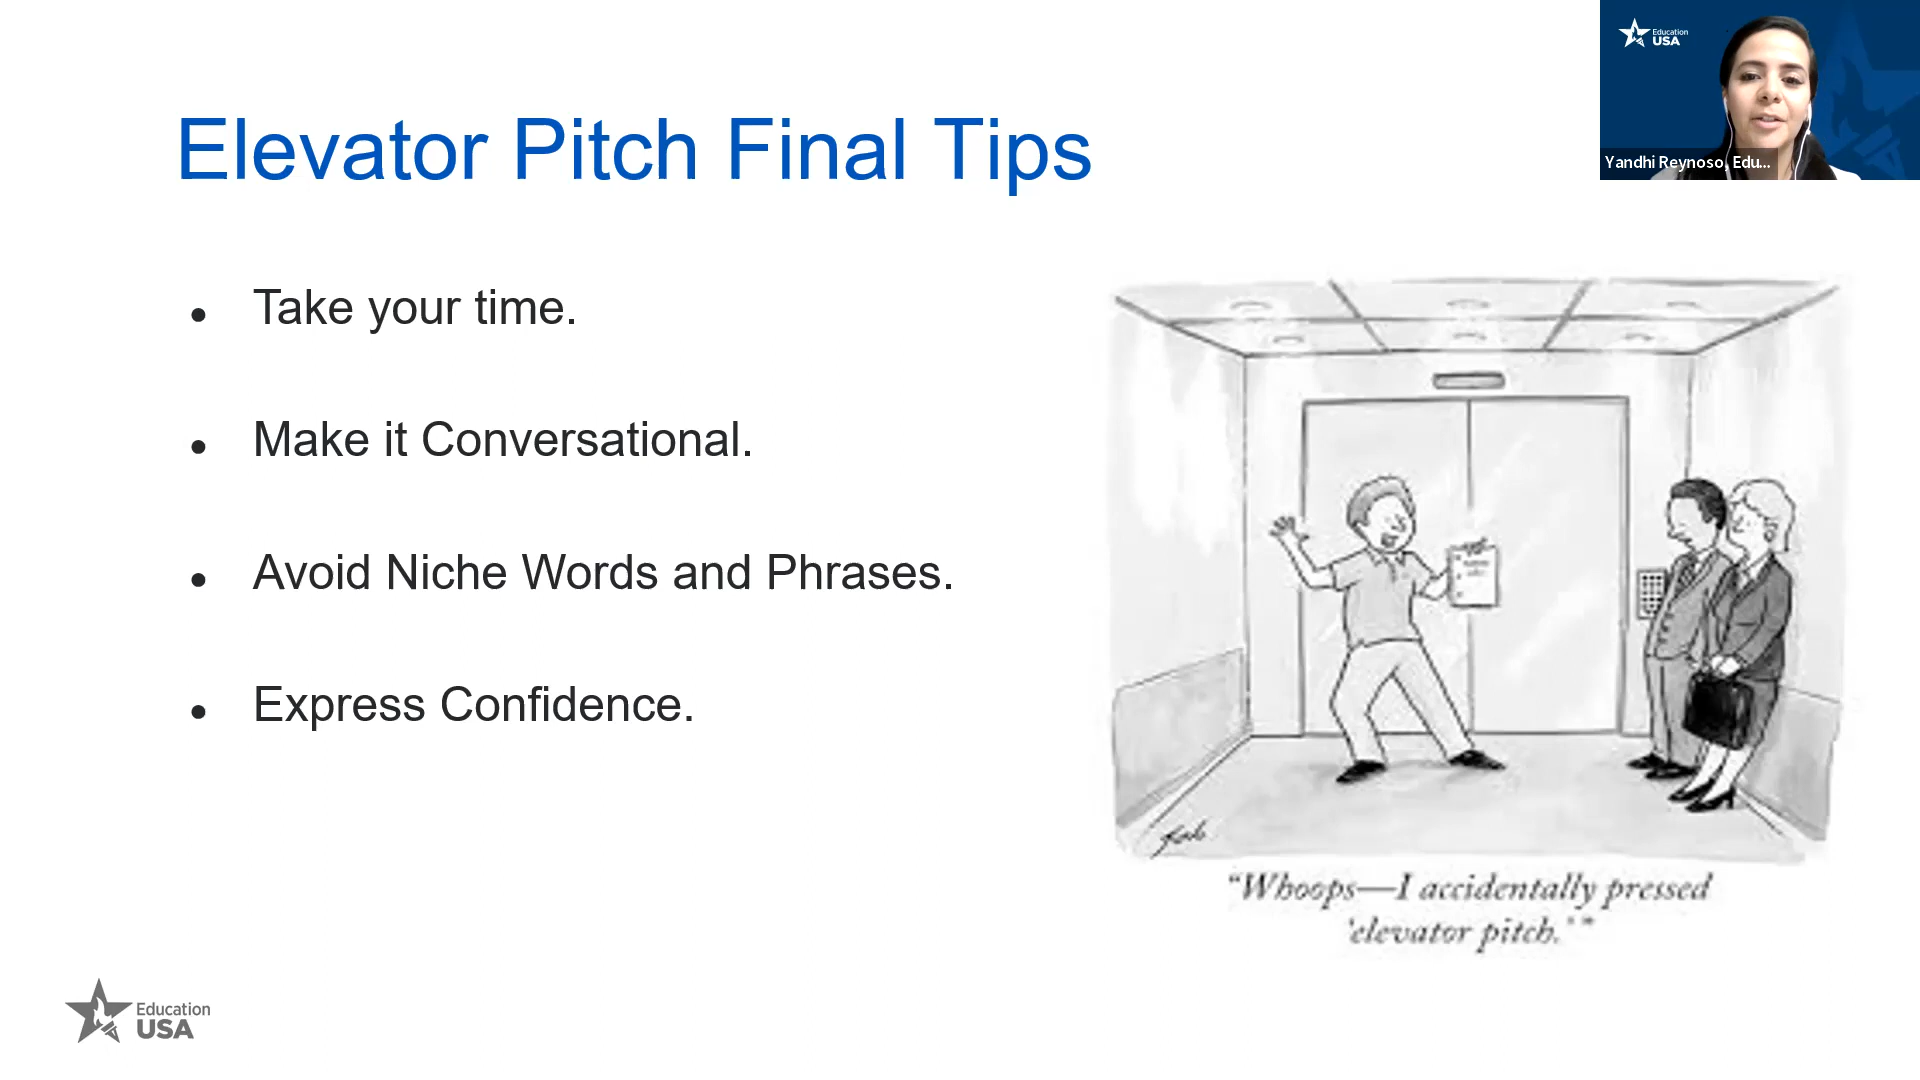 Education
USA
Yandhi Reynoso, Edu...
Elevator Pitch Final Tips
• Take your time.
• Make it Conversational.
• Avoid Niche Words and Phrases.
• Express Confidence.
“Whoops—I accidentally pressed
‘elevator pitch.’”
Education
USA